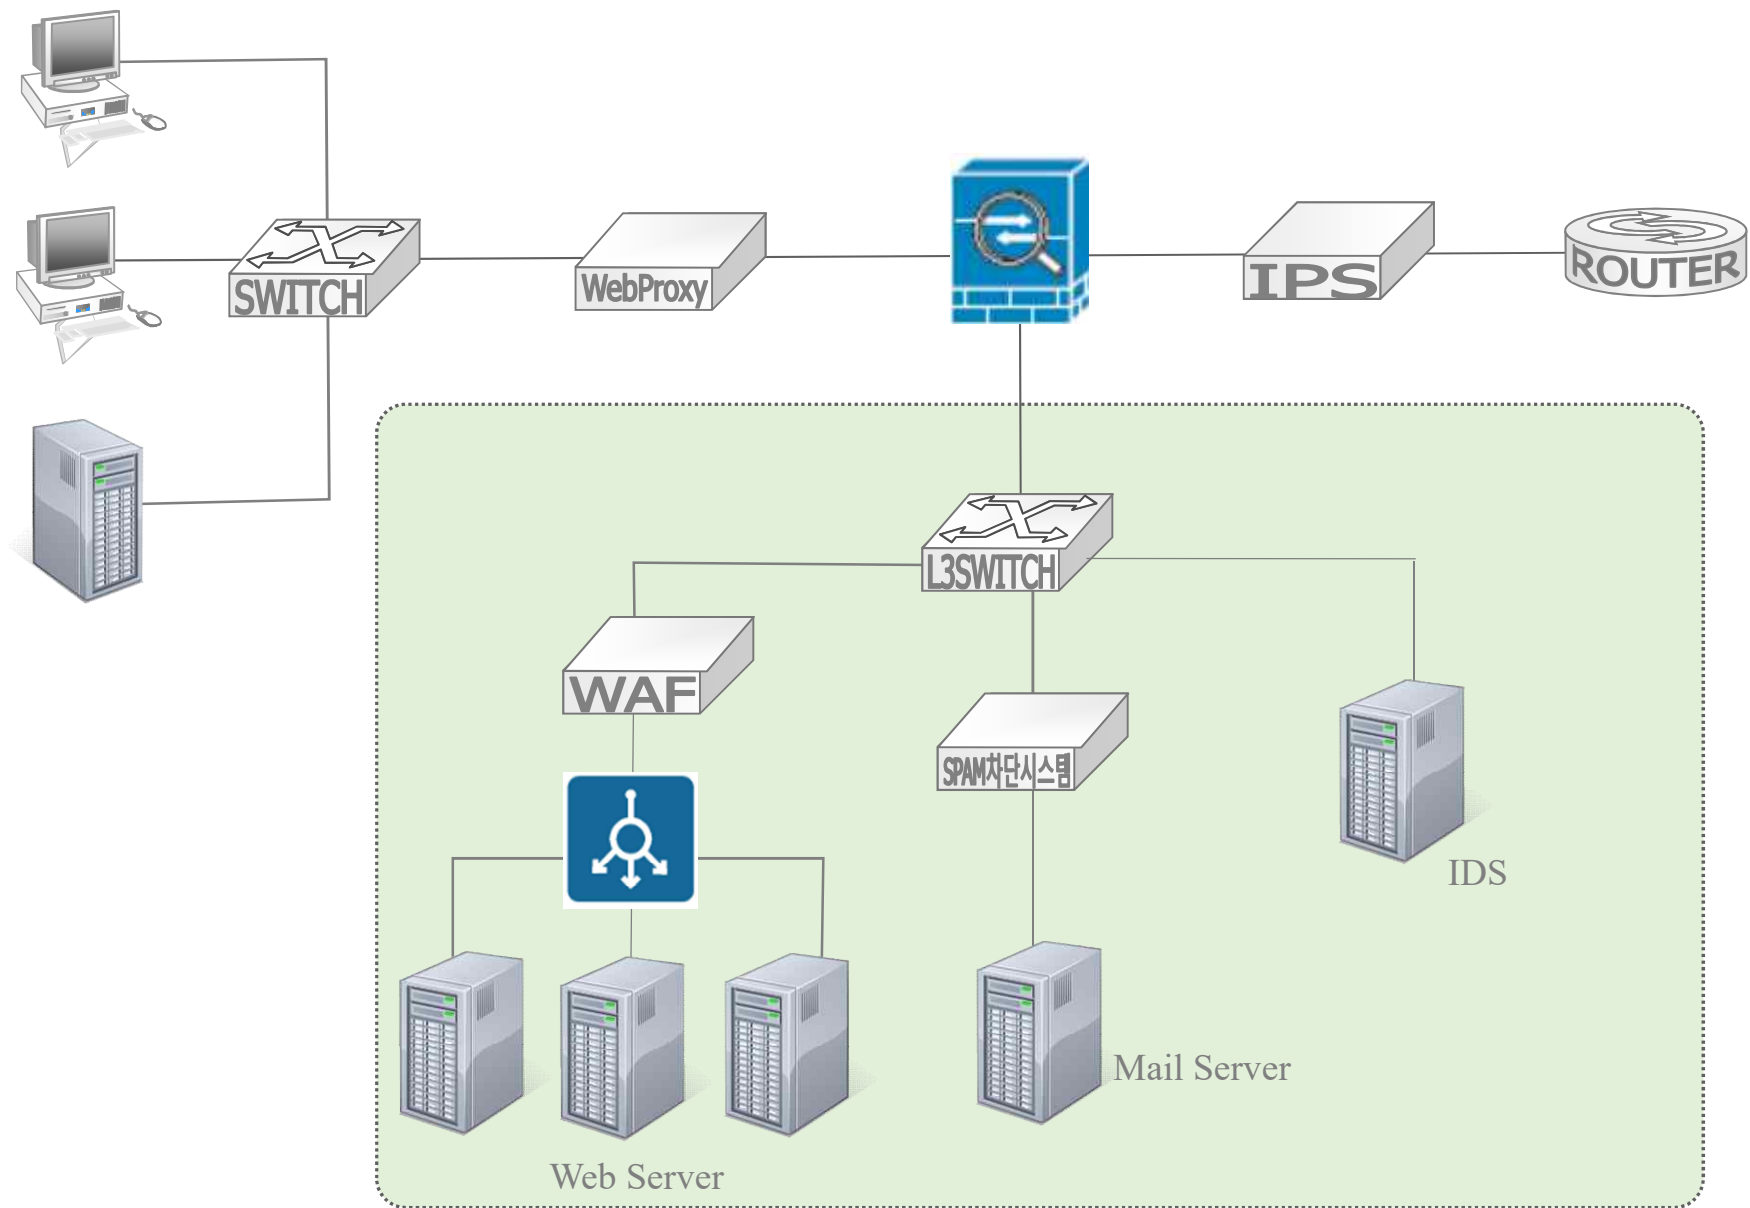 SWITCH
WebProxy
IPS
ROUTER
L3SWITCH
WAF
SPAM차단시스템
IDS
Mail Server
Web Server